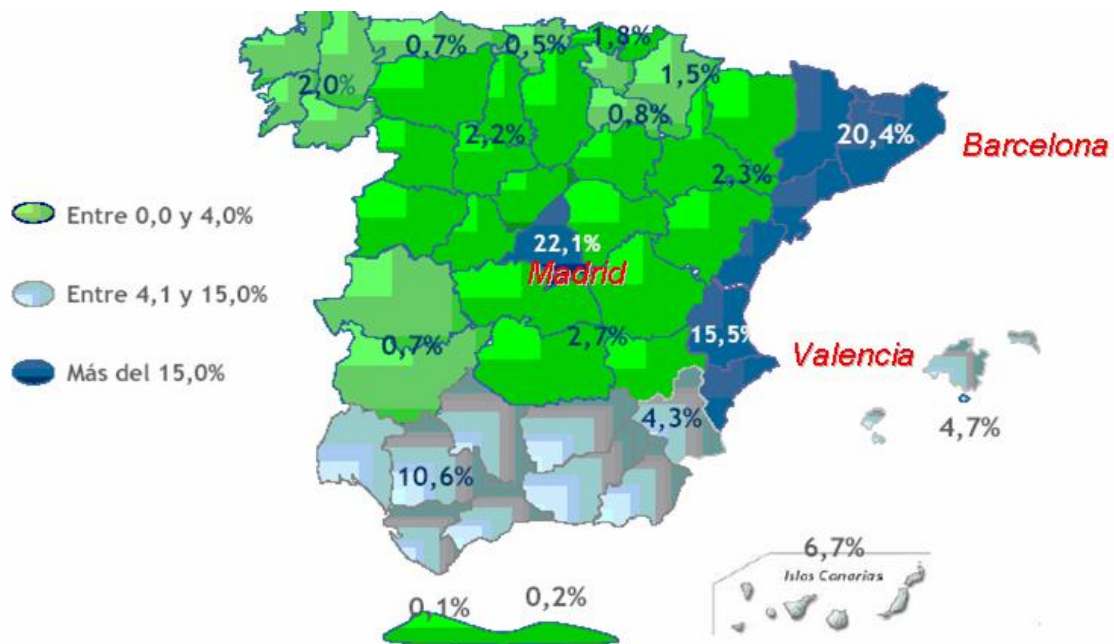 0,7%
0,5%
1,8%
2,0%
1,5%
0,8%
2,2%
20,4%
Barcelona
2,3%
Entre 0,0 y 4,0%
22,1%
Madrid
Entre 4,1 y 15,0%
2,7%
15,5%
0,7%
Valencia
Más del 15,0%
4,3%
4,7%
10,6%
6,7%
Islas Canarias
0,1%
0,2%